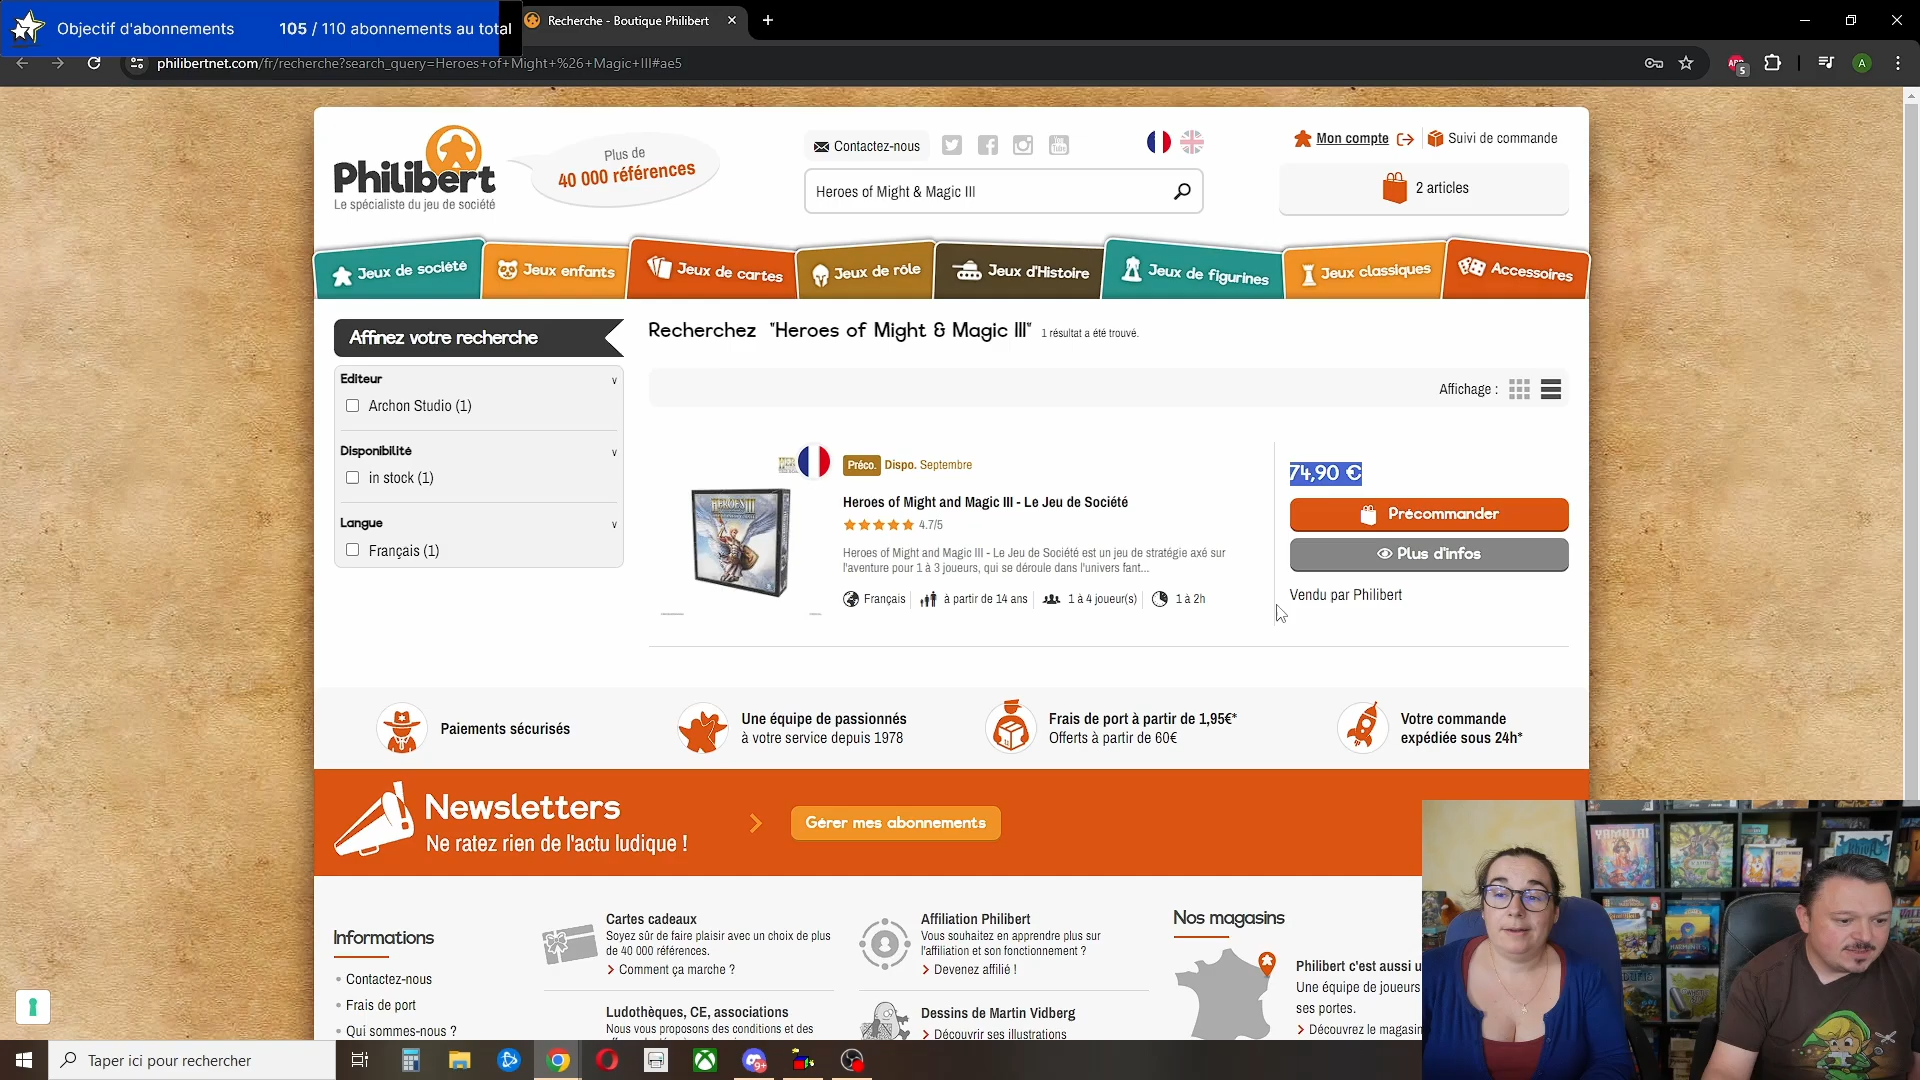 Objectif d'abonnements
105 / 110 abonnements au total
Recherche - Boutique Philibert
philibertnet.com/fr/recherche?search_query=Heroes+of+Might+%26+Magic+III#ae5
5
A
Philibert
Le spécialiste du jeu de société
Plus de
40 000 références
Contactez-nous
Heroes of Might & Magic III
Mon compte
Suivi de commande
2 articles
Jeux de société
Jeux enfants
Jeux de cartes
Jeux de rôle
Jeux d'Histoire
Jeux de figurines
Jeux classiques
Accessoires
Affinez votre recherche
Editeur
Archon Studio (1)
Disponibilité
in stock (1)
Langue
Français (1)
Recherchez "Heroes of Might & Magic III" 1 résultat a été trouvé.
Affichage :
Préco. Dispo. Septembre
Heroes of Might and Magic III - Le Jeu de Société
4.7/5
Heroes of Might and Magic III - Le Jeu de Société est un jeu de stratégie axé sur
l'aventure pour 1 à 3 joueurs, qui se déroule dans l'univers fant...
Français
à partir de 14 ans
1 à 4 joueur(s)
1 à 2h
HEROES III
74,90 €
Précommander
Plus d'infos
Vendu par Philibert
Paiements sécurisés
Une équipe de passionnés
à votre service depuis 1978
Frais de port à partir de 1,95€*
Offerts à partir de 60€
Votre commande
expédiée sous 24h*
Newsletters
Ne ratez rien de l'actu ludique !
Gérer mes abonnements
Informations
Contactez-nous
Frais de port
Qui sommes-nous ?
Cartes cadeaux
Soyez sûr de faire plaisir avec un choix de plus
de 40 000 références.
Comment ça marche ?
Ludothèques, CE, associations
Nous vous proposons des conditions et des
Affiliation Philibert
Vous souhaitez en apprendre plus sur
l'affiliation et son fonctionnement ?
Devenez affilié !
Dessins de Martin Vidberg
Découvrir ses illustrations
Nos magasins
Philibert c'est aussi u
Une équipe de joueurs
ses portes.
Découvrez le magasin
YAMATAI
HARMONIES
Taper ici pour rechercher
9+